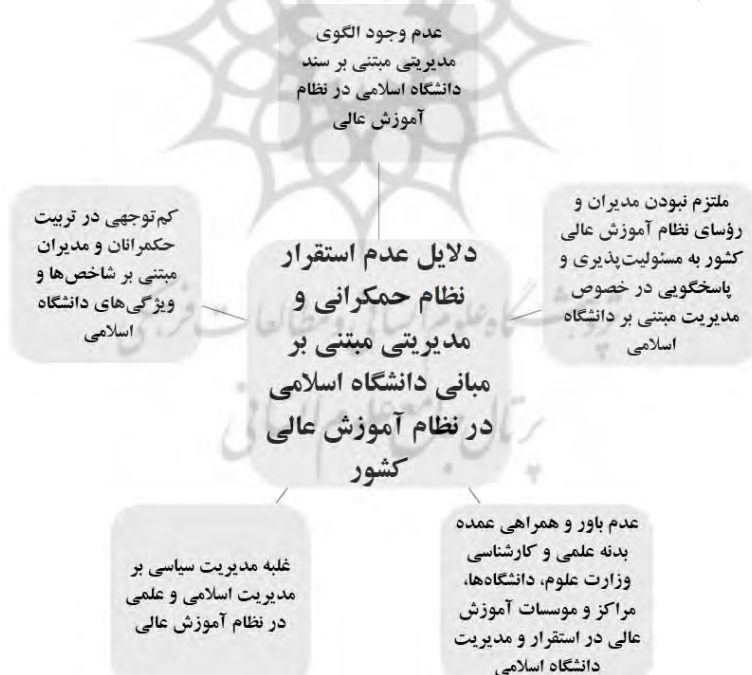 عدم وجود الگوی
مدیریتی مبتنی بر سند
دانشگاه اسلامی در نظام
آموزش عالی
ملتزم نبودن مدیران و
رؤسای نظام آموزش عالی
کشور به مسئولیت‌پذیری و
پاسخگویی در خصوص
مدیریت مبتنی بر دانشگاه
اسلامی
دلایل عدم استقرار
نظام حمکرانی و
مدیریتی مبتنی بر
مبانی دانشگاه اسلامی
در نظام آموزش عالی
کشور
کم‌توجهی در تربیت
حکمرانان و مدیران
مبتنی بر شاخص‌ها و
ویژگی‌های دانشگاه
اسلامی
عدم باور و همراهی عمده
بدنه علمی و کارشناسی
وزارت علوم، دانشگاه‌ها،
مراکز و موسسات آموزش
عالی در استقرار و مدیریت
دانشگاه اسلامی
غلبه مدیریت سیاسی بر
مدیریت اسلامی و علمی
در نظام آموزش عالی
پرتال جامع علوم انسانی